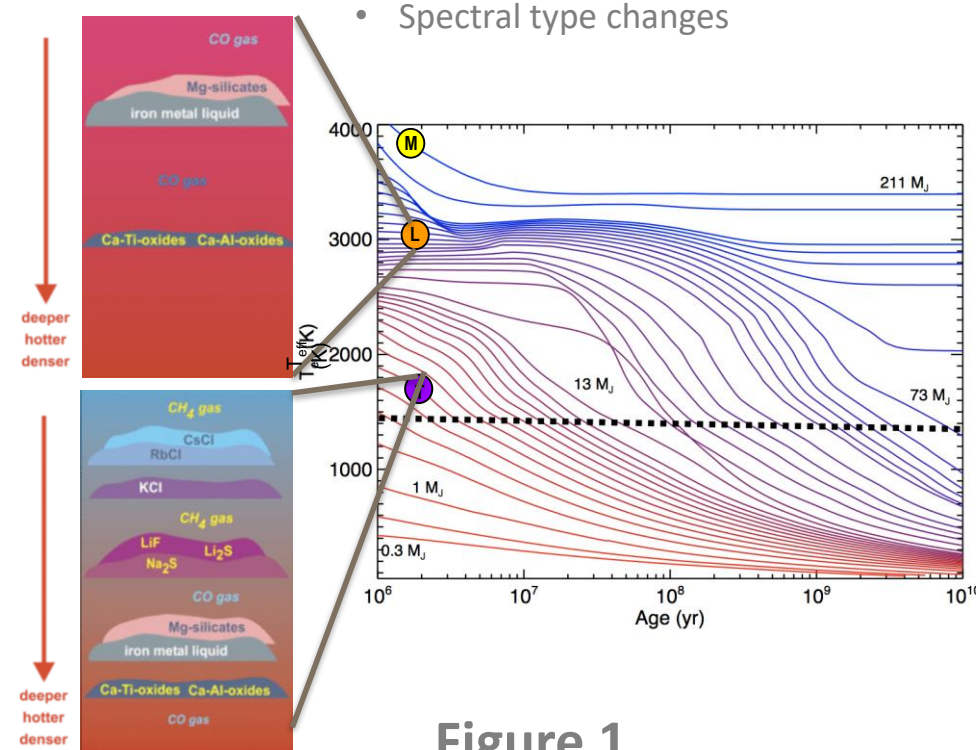 • Spectral type changes
CO gas
Mg-silicates
iron metal liquid
CO gas
Ca-Ti-oxides Ca-Al-oxides
deeper
hotter
denser
CH4 gas
CsCl
RbCl
KCl
CH4 gas
LiF
Li2S
Na2S
CO gas
Mg-silicates
iron metal liquid
Ca-Ti-oxides Ca-Al-oxides
CO gas
deeper
hotter
denser
4000
3000
2000
1000
M
L
211 MJ
13 MJ
73 MJ
1 MJ
0.3 MJ
10^6
10^7
10^8
10^9
10^10
Age (yr)
Figure 1